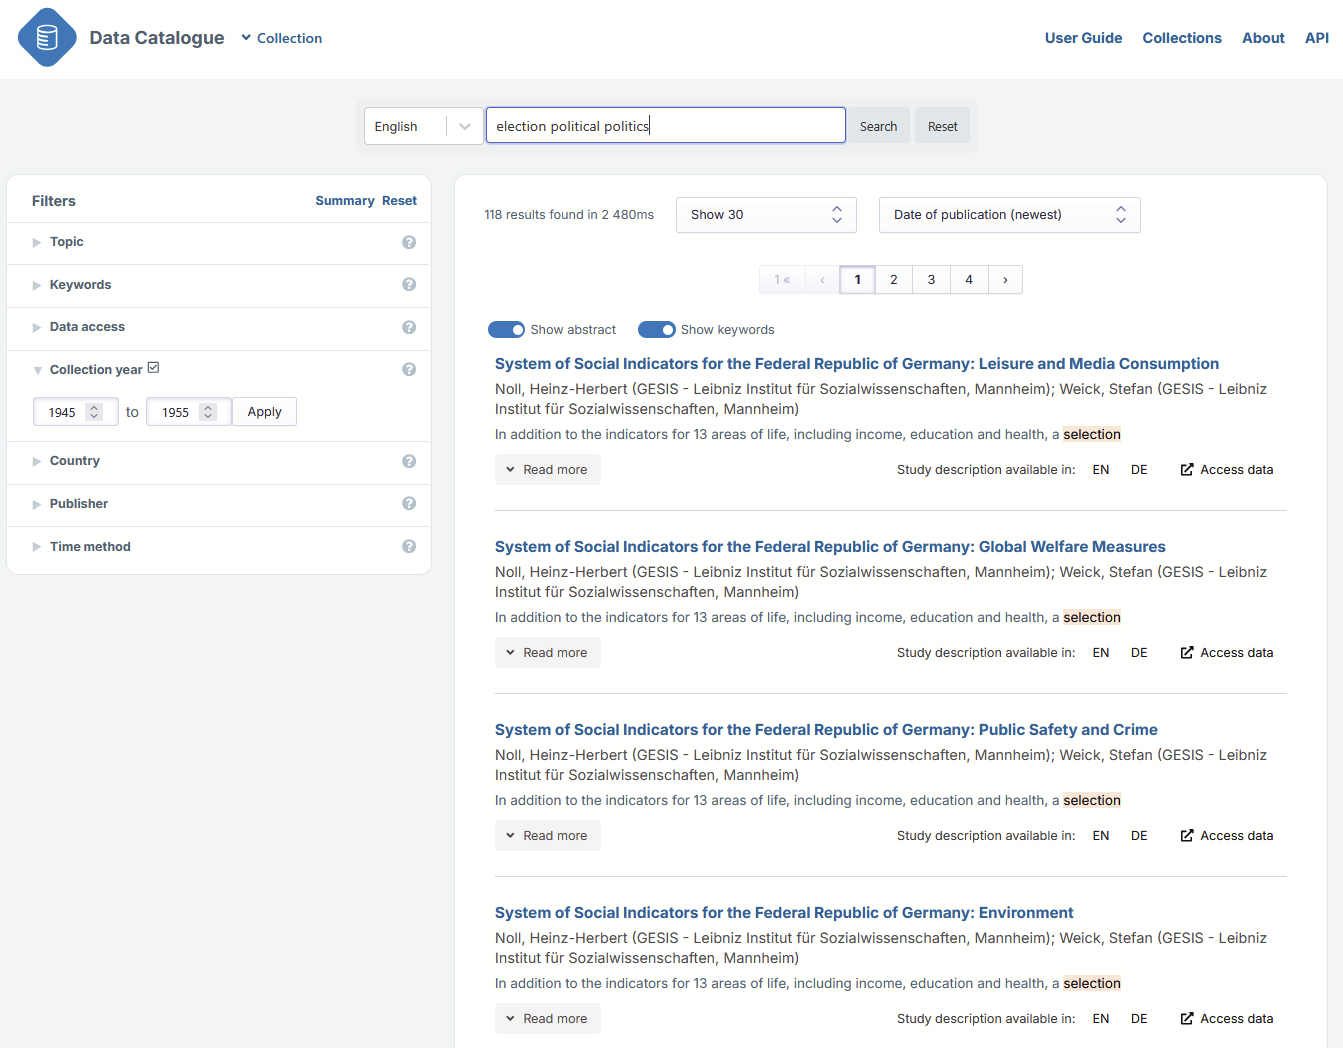 Data Catalogue
Collection
User Guide
Collections
About
API
English
election political politics
Search
Reset
Filters
Summary
Reset
Topic
Keywords
Data access
Collection year
1945
to
1955
Apply
Country
Publisher
Time method
118 results found in 2 480ms
Show 30
Date of publication (newest)
1 «
‹
1
2
3
4
›
Show abstract
Show keywords
System of Social Indicators for the Federal Republic of Germany: Leisure and Media Consumption
Noll, Heinz-Herbert (GESIS - Leibniz Institut für Sozialwissenschaften, Mannheim); Weick, Stefan (GESIS - Leibniz
Institut für Sozialwissenschaften, Mannheim)
In addition to the indicators for 13 areas of life, including income, education and health, a selection
Read more
Study description available in: EN DE
Access data
System of Social Indicators for the Federal Republic of Germany: Global Welfare Measures
Noll, Heinz-Herbert (GESIS - Leibniz Institut für Sozialwissenschaften, Mannheim); Weick, Stefan (GESIS - Leibniz
Institut für Sozialwissenschaften, Mannheim)
In addition to the indicators for 13 areas of life, including income, education and health, a selection
Read more
Study description available in: EN DE
Access data
System of Social Indicators for the Federal Republic of Germany: Public Safety and Crime
Noll, Heinz-Herbert (GESIS - Leibniz Institut für Sozialwissenschaften, Mannheim); Weick, Stefan (GESIS - Leibniz
Institut für Sozialwissenschaften, Mannheim)
In addition to the indicators for 13 areas of life, including income, education and health, a selection
Read more
Study description available in: EN DE
Access data
System of Social Indicators for the Federal Republic of Germany: Environment
Noll, Heinz-Herbert (GESIS - Leibniz Institut für Sozialwissenschaften, Mannheim); Weick, Stefan (GESIS - Leibniz
Institut für Sozialwissenschaften, Mannheim)
In addition to the indicators for 13 areas of life, including income, education and health, a selection
Read more
Study description available in: EN DE
Access data